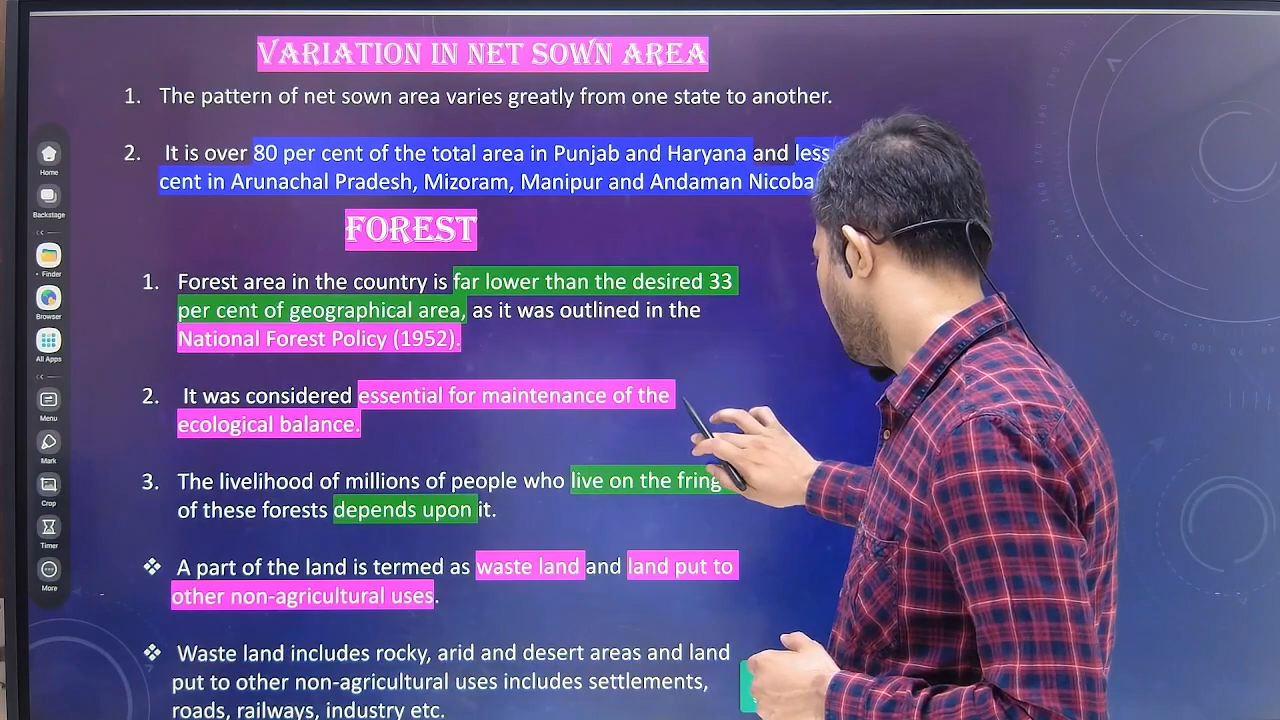 VARIATION IN NET SOWN AREA
1. The pattern of net sown area varies greatly from one state to another.
2. It is over 80 per cent of the total area in Punjab and Haryana and less
cent in Arunachal Pradesh, Mizoram, Manipur and Andaman
FOREST
1. Forest area in the country is far lower than the desired 33
per cent of geographical area, as it was outlined in the
National Forest Policy (1952).
2. It was considered essential for maintenance of the
ecological balance.
3. The livelihood of millions of people who live on the
of these forests depends upon it.
❖ A part of the land is termed as waste land and land put to
other non-agricultural uses.
❖ Waste land includes rocky, arid and desert areas and land
put to other non-agricultural uses includes settlements,
roads, railways, industry etc.
Home
Backstage
Finder
Browser
All Apps
Menu
Mark
Crop
Timer
More